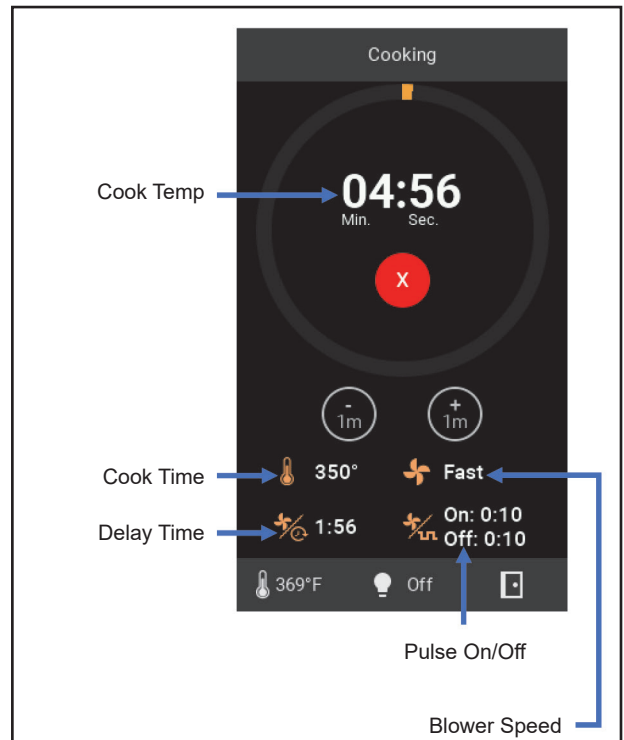 Cooking
Cook Temp
04:56
Min. Sec.
X
- 1m
+ 1m
Cook Time
350°
Fast
Delay Time
1:56
On: 0:10
Off: 0:10
369°F
Off
Pulse On/Off
Blower Speed